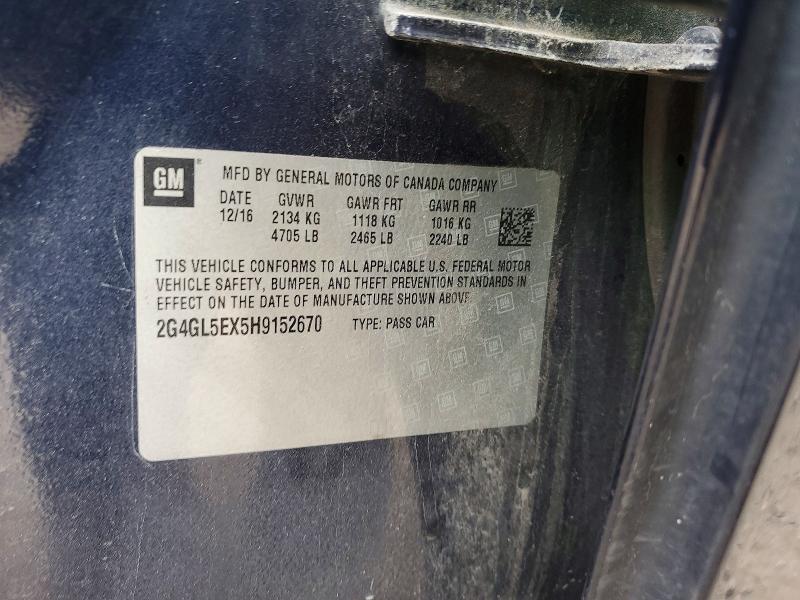 GM
MFD BY GENERAL MOTORS OF CANADA COMPANY
DATE GVWR GAWR FRT GAWR RR
12/16 2134 KG 1118 KG 1016 KG
4705 LB 2465 LB 2240 LB
THIS VEHICLE CONFORMS TO ALL APPLICABLE U.S. FEDERAL MOTOR
VEHICLE SAFETY, BUMPER, AND THEFT PREVENTION STANDARDS IN
EFFECT ON THE DATE OF MANUFACTURE SHOWN ABOVE.
2G4GL5EX5H9152670 TYPE: PASS CAR